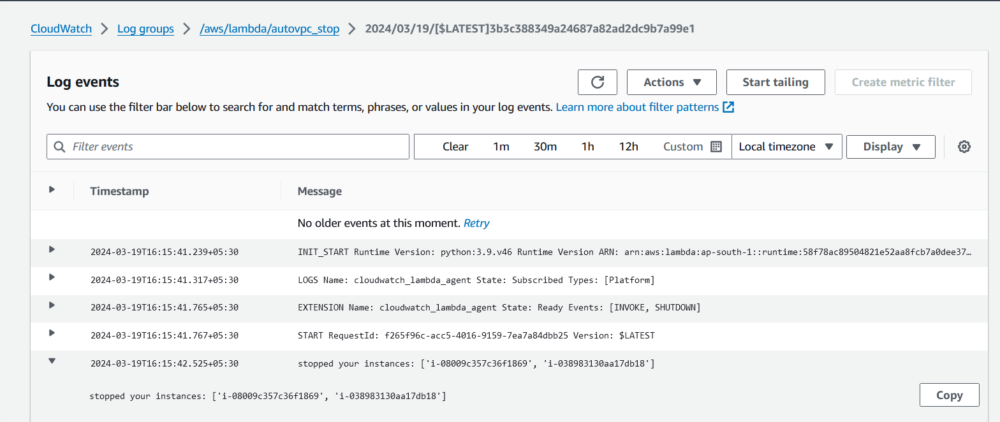 CloudWatch > Log groups > /aws/lambda/autovpc_stop > 2024/03/19/[$LATEST]3b3c388349a24687a82ad2dc9b7a99e1
Log events
Actions
Start tailing
Create metric filter
You can use the filter bar below to search for and match terms, phrases, or values in your log events. Learn more about filter patterns
Filter events
Clear 1m 30m 1h 12h Custom Local timezone Display
Timestamp Message
No older events at this moment. Retry
2024-03-19T16:15:41.239+05:30 INIT_START Runtime Version: python:3.9.v46 Runtime Version ARN: arn:aws:lambda:ap-south-1::runtime:58f78ac89504821e52aa8fcb7a0dee37…
2024-03-19T16:15:41.317+05:30 LOGS Name: cloudwatch_lambda_agent State: Subscribed Types: [Platform]
2024-03-19T16:15:41.765+05:30 EXTENSION Name: cloudwatch_lambda_agent State: Ready Events: [INVOKE, SHUTDOWN]
2024-03-19T16:15:41.767+05:30 START RequestId: f265f96c-acc5-4016-9159-7ea7a84dbb25 Version: $LATEST
2024-03-19T16:15:42.525+05:30 stopped your instances: ['i-08009c357c36f1869', 'i-038983130aa17db18']
stopped your instances: ['i-08009c357c36f1869', 'i-038983130aa17db18']
Copy